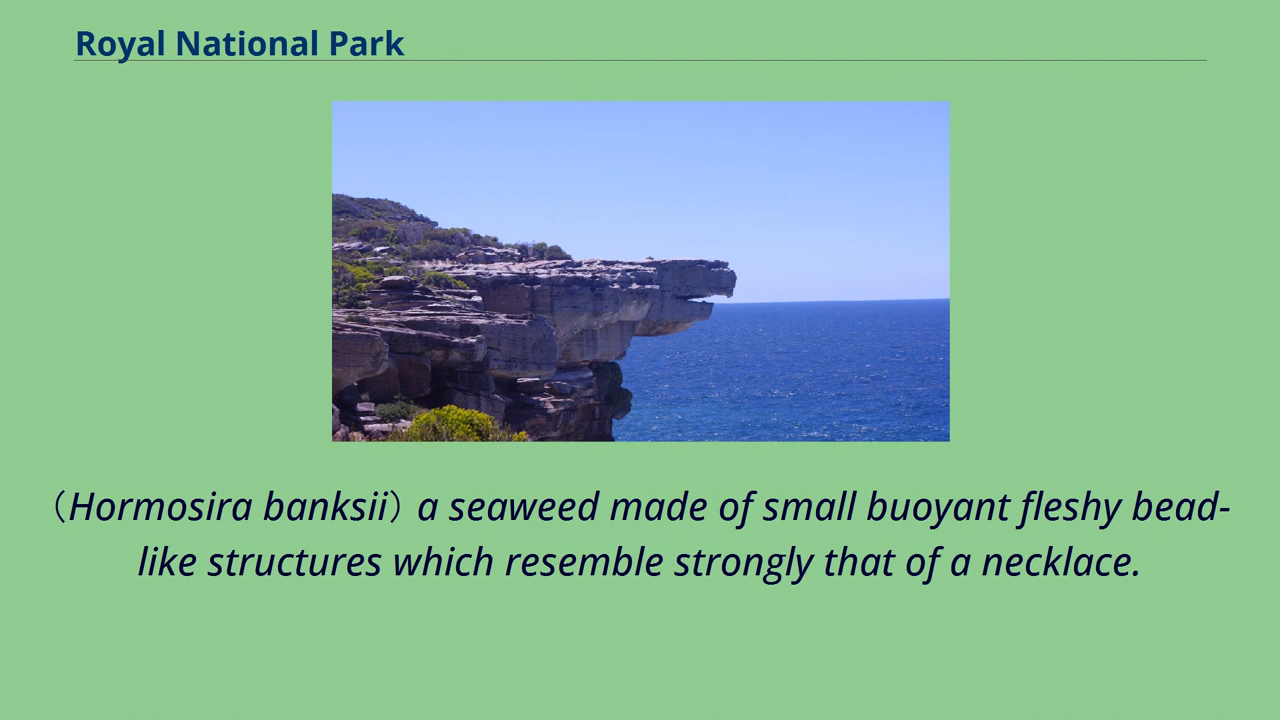 Royal National Park
（Hormosira banksii） a seaweed made of small buoyant fleshy bead-
like structures which resemble strongly that of a necklace.